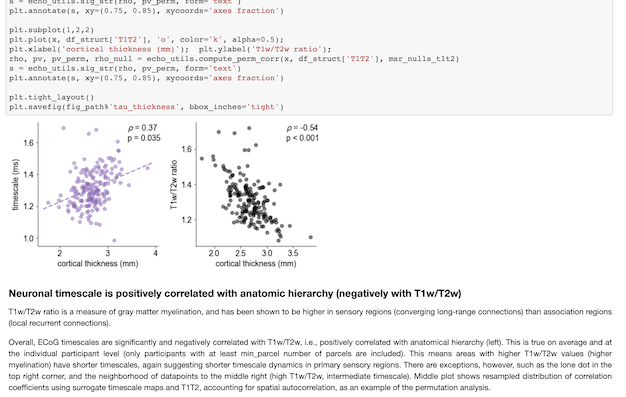 s = echo_utils.sig_str(rho, pv_perm, form='text')
plt.annotate(s, xy=(0.75, 0.85), xycoords='axes fraction')
plt.subplot(1,2,2)
plt.plot(x, df_struct['T1T2'], 'o', color='k', alpha=0.5);
plt.xlabel('cortical thickness (mm)'); plt.ylabel('T1w/T2w ratio');
rho, pv, pv_perm, rho_null = echo_utils.compute_perm_corr(x, df_struct['T1T2'], msr_nulls_t1t2)
s = echo_utils.sig_str(rho, pv_perm, form='text')
plt.annotate(s, xy=(0.75, 0.85), xycoords='axes fraction')
plt.tight_layout()
plt.savefig(fig_path%'tau_thickness', bbox_inches='tight')
ρ = 0.37
p = 0.035
1.6
1.4
1.2
1.0
timescale (ms)
2 3 4
cortical thickness (mm)
ρ = -0.54
p < 0.001
1.6
1.4
1.2
T1w/T2w ratio
2.0 2.5 3.0 3.5
cortical thickness (mm)
Neuronal timescale is positively correlated with anatomic hierarchy (negatively with T1w/T2w)
T1w/T2w ratio is a measure of gray matter myelination, and has been shown to be higher in sensory regions (converging long-range connections) than association regions
(local recurrent connections).
Overall, ECoG timescales are significantly and negatively correlated with T1w/T2w, i.e., positively correlated with anatomical hierarchy (left). This is true on average and at
the individual participant level (only participants with at least min_parcel number of parcels are included). This means areas with higher T1w/T2w values (higher
myelination) have shorter timescales, again suggesting shorter timescale dynamics in primary sensory regions. There are exceptions, however, such as the lone dot in the
top right corner, and the neighborhood of datapoints to the middle right (high T1w/T2w, intermediate timescale). Middle plot shows resampled distribution of correlation
coefficients using surrogate timescale maps and T1T2, accounting for spatial autocorrelation, as an example of the permutation analysis.